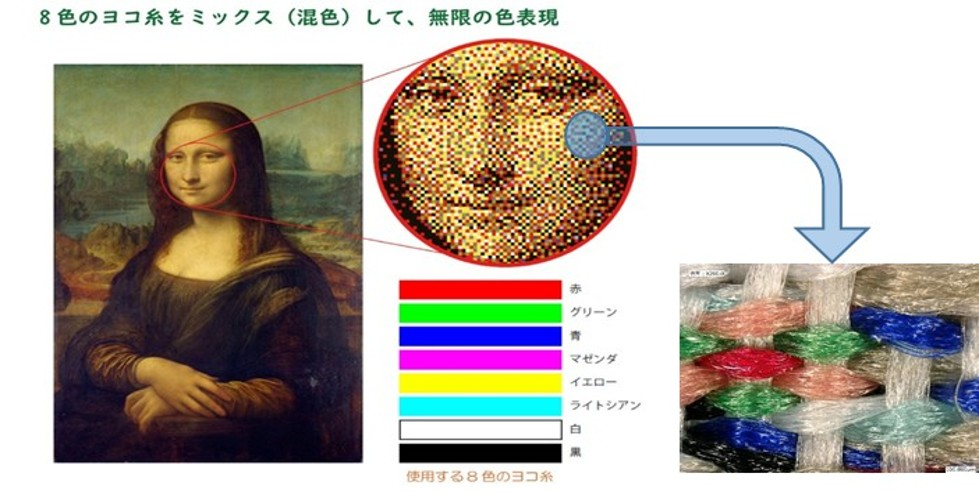 8色のヨコ糸をミックス（混色）して、無限の色表現
赤
グリーン
青
マゼンダ
イエロー
ライトシアン
白
黒
使用する8色のヨコ糸